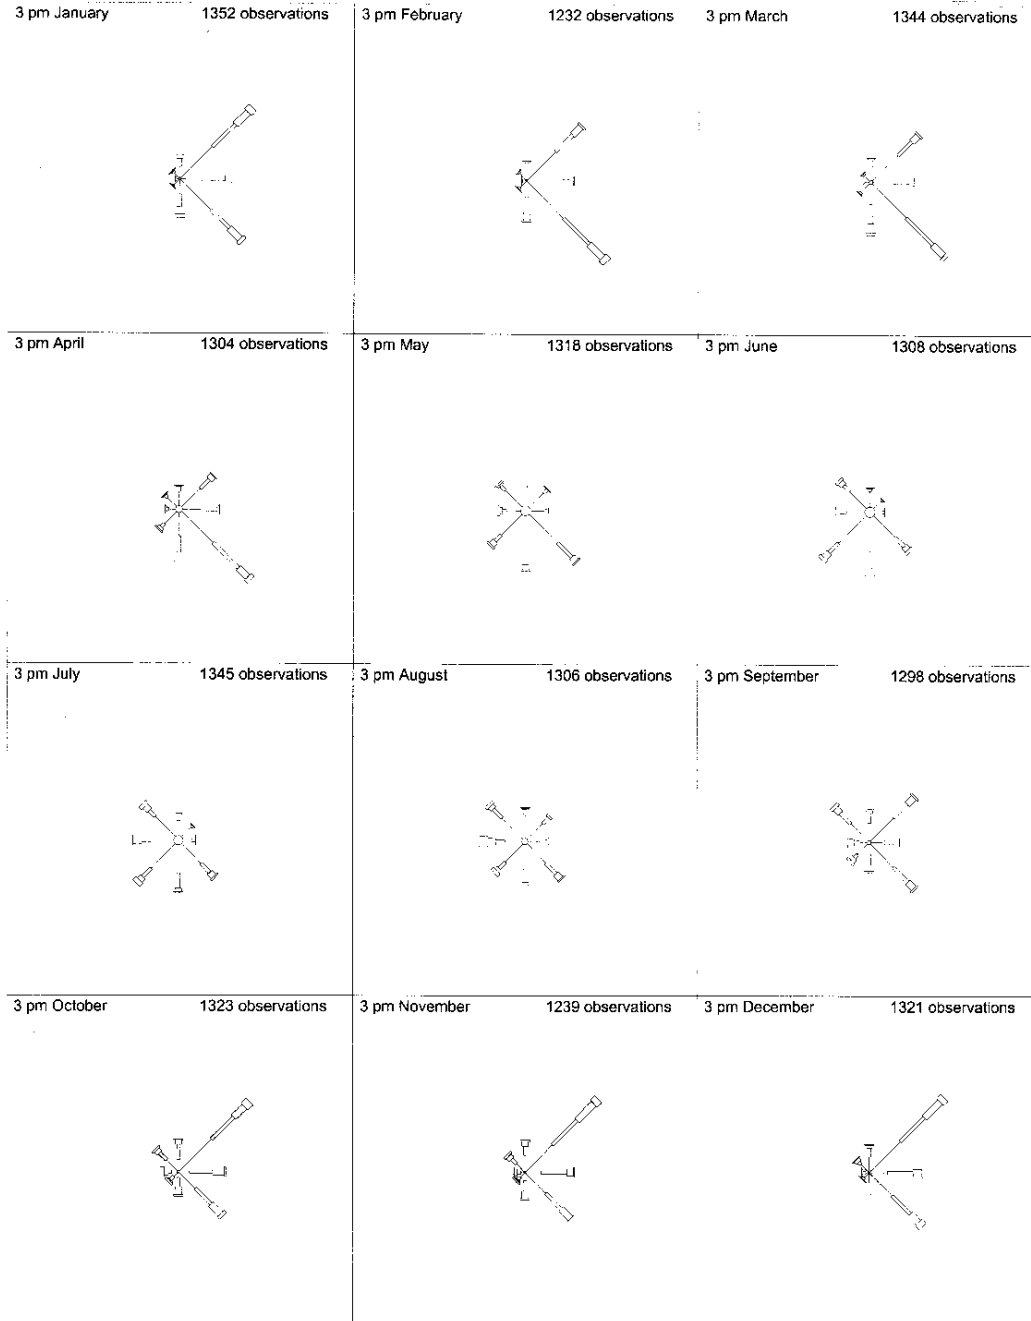 3 pm January 1352 observations
3 pm February 1232 observations
3 pm March 1344 observations
3 pm April 1304 observations
3 pm May 1318 observations
3 pm June 1308 observations
3 pm July 1345 observations
3 pm August 1306 observations
3 pm September 1298 observations
3 pm October 1323 observations
3 pm November 1239 observations
3 pm December 1321 observations